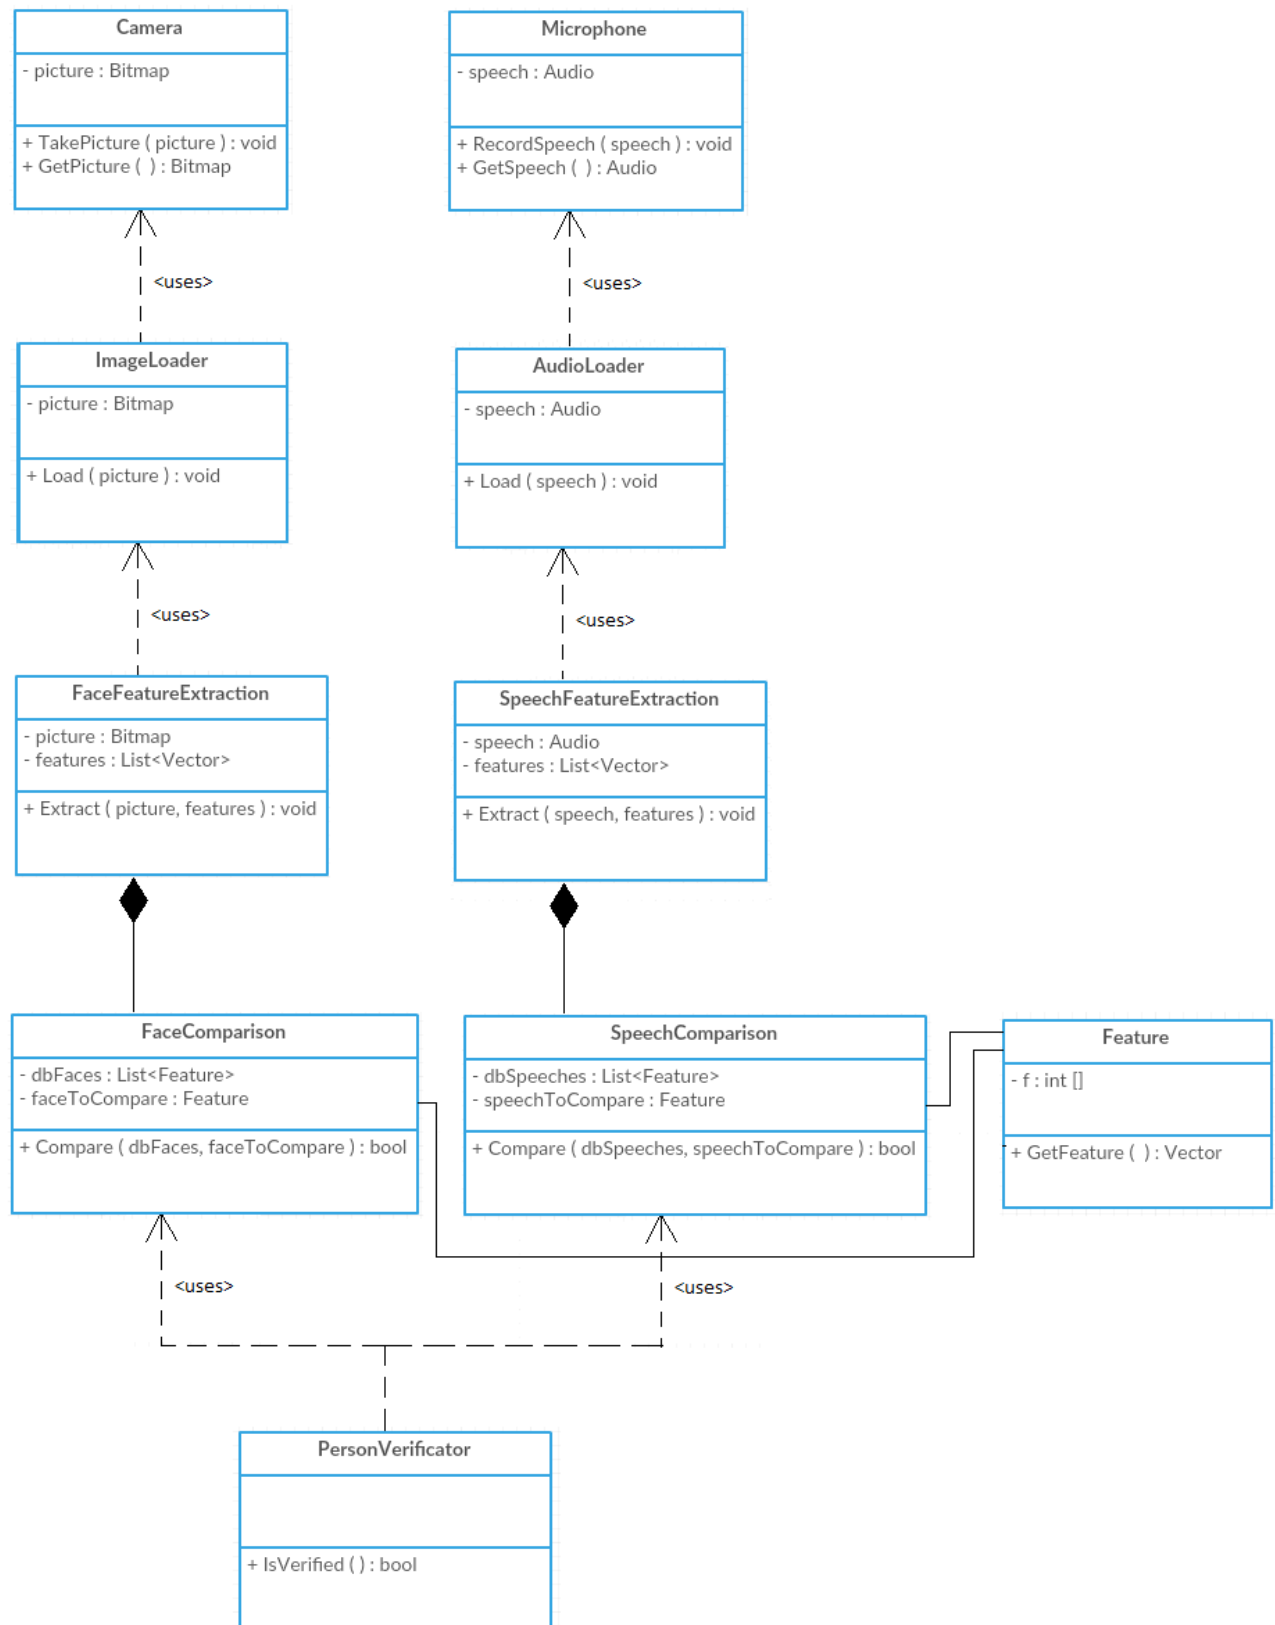 Camera
- picture : Bitmap
+ TakePicture ( picture ) : void
+ GetPicture ( ) : Bitmap
Microphone
- speech : Audio
+ RecordSpeech ( speech ) : void
+ GetSpeech ( ) : Audio
<uses>
<uses>
ImageLoader
- picture : Bitmap
+ Load ( picture ) : void
AudioLoader
- speech : Audio
+ Load ( speech ) : void
<uses>
<uses>
FaceFeatureExtraction
- picture : Bitmap
- features : List<Vector>
+ Extract ( picture, features ) : void
SpeechFeatureExtraction
- speech : Audio
- features : List<Vector>
+ Extract ( speech, features ) : void
FaceComparison
- dbFaces : List<Feature>
- faceToCompare : Feature
+ Compare ( dbFaces, faceToCompare ) : bool
SpeechComparison
- dbSpeeches : List<Feature>
- speechToCompare : Feature
+ Compare ( dbSpeeches, speechToCompare ) : bool
Feature
- f : int []
+ GetFeature ( ) : Vector
<uses>
<uses>
PersonVerificator
+ IsVerified ( ) : bool